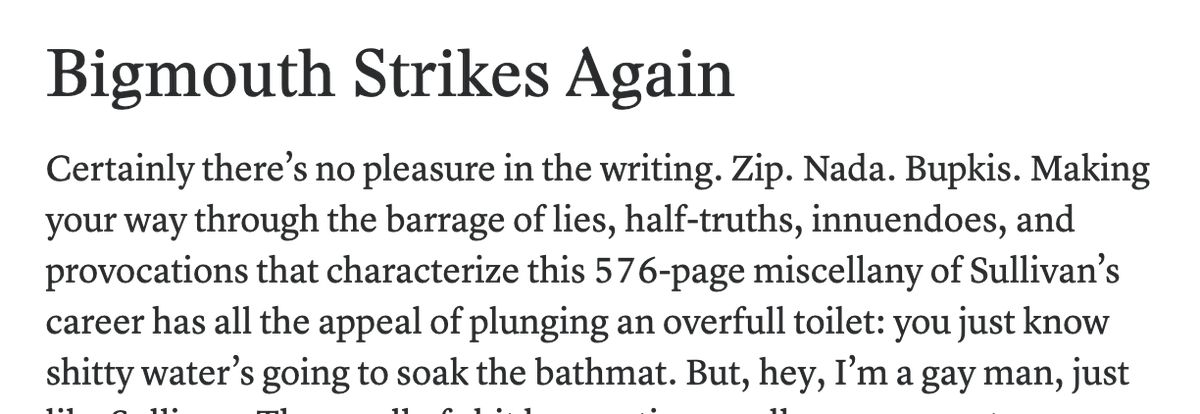 Bigmouth Strikes Again
Certainly there’s no pleasure in the writing. Zip. Nada. Bupkis. Making
your way through the barrage of lies, half-truths, innuendoes, and
provocations that characterize this 576-page miscellany of Sullivan’s
career has all the appeal of plunging an overfull toilet: you just know
shitty water’s going to soak the bathmat. But, hey, I’m a gay man, just